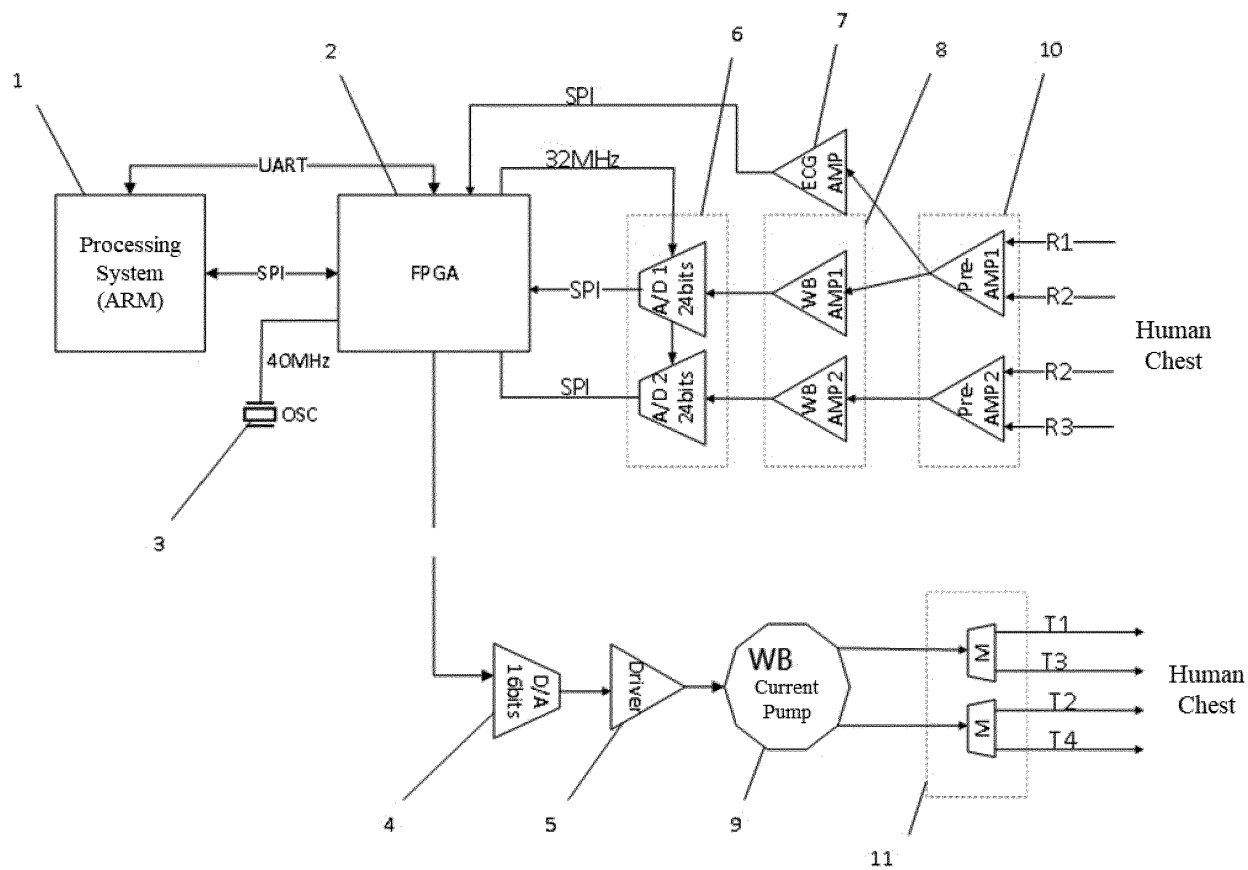 1
2
6
7
8
10
SPI
UART
32MHz
ECG
AMP
Processing
System
(ARM)
SPI
FPGA
SPI
A/D 1
24bits
WB
AMP1
Pre-
AMP1
R1
R2
Human
Chest
40MHz
OSC
SPI
A/D 2
24bits
WB
AMP2
Pre-
AMP2
R2
R3
3
D/A
16bits
Driver
WB
Current
Pump
M
T1
T3
M
T2
T4
Human
Chest
4
5
9
11